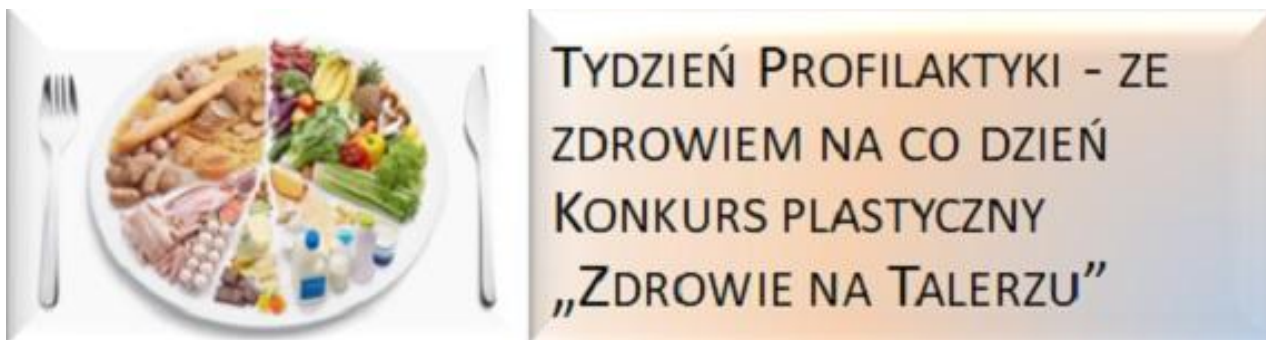 Tydzień Profilaktyki - ze
zdrowiem na co dzień
Konkurs plastyczny
„Zdrowie na Talerzu”